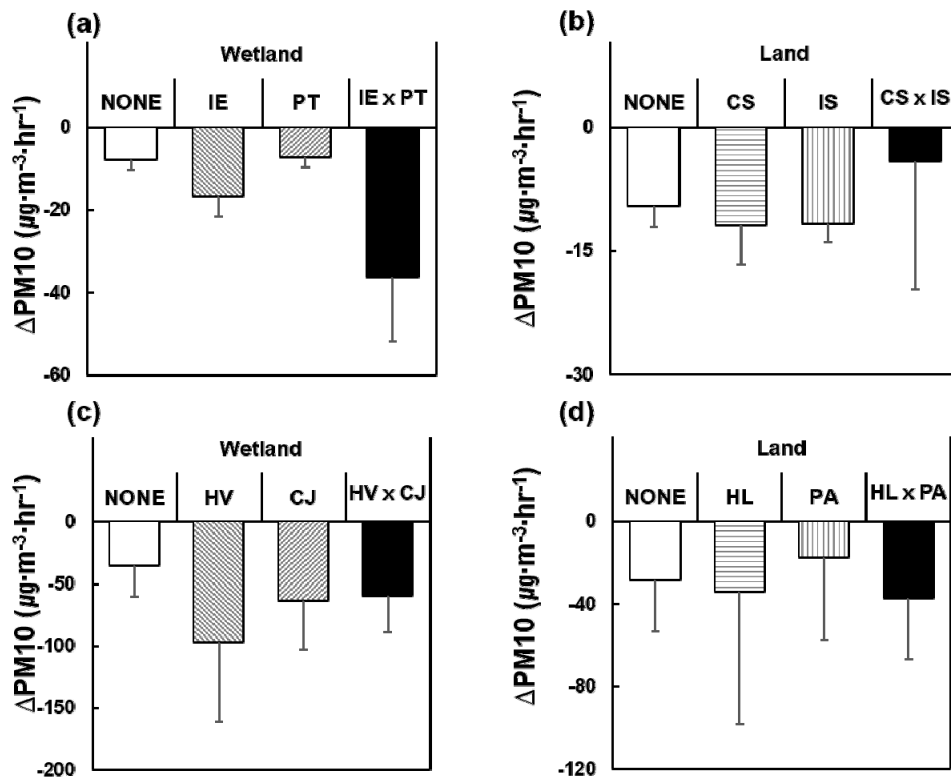 (a)
Wetland
NONE IE PT IE x PT
0
-20
-40
-60
ΔPM10 (µg·m⁻³·hr⁻¹)
(b)
Land
NONE CS IS CS x IS
0
-15
-30
ΔPM10 (µg·m⁻³·hr⁻¹)
(c)
Wetland
NONE HV CJ HV x CJ
0
-50
-100
-150
-200
ΔPM10 (µg·m⁻³·hr⁻¹)
(d)
Land
NONE HL PA HL x PA
0
-40
-80
-120
ΔPM10 (µg·m⁻³·hr⁻¹)